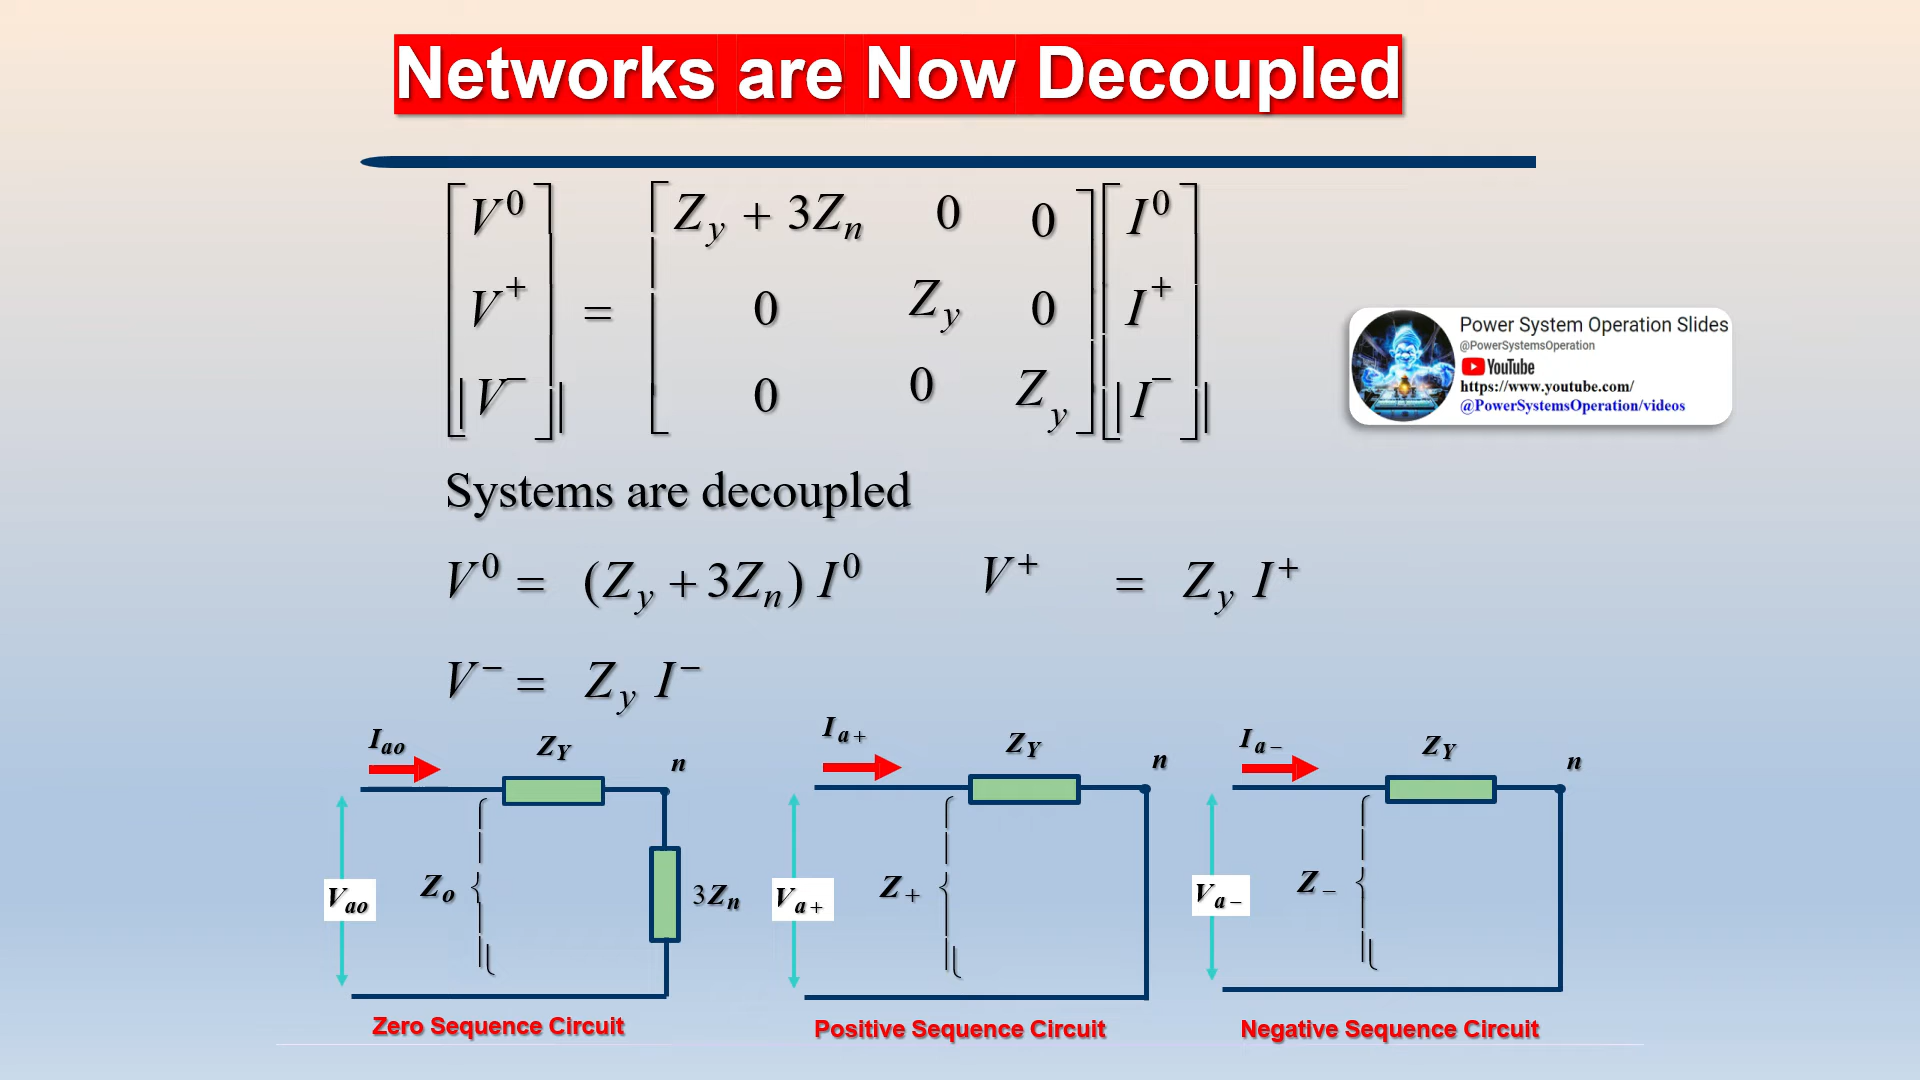 Networks are Now Decoupled
[V⁰ V⁺ V⁻] = [Z_y + 3Z_n 0 0
0 Z_y 0
0 0 Z_y] [I⁰ I⁺ I⁻]
Power System Operation Slides
@PowerSystemsOperation
YouTube
https://www.youtube.com/
@PowerSystemsOperation/videos
Systems are decoupled
V⁰ = (Z_y + 3Z_n) I⁰ V⁺ = Z_y I⁺
V⁻ = Z_y I⁻
I_ao Z_Y n
V_ao Z_o 3Z_n
Zero Sequence Circuit
I_a+ Z_Y n
V_a+ Z_+
Positive Sequence Circuit
I_a− Z_Y n
V_a− Z_−
Negative Sequence Circuit